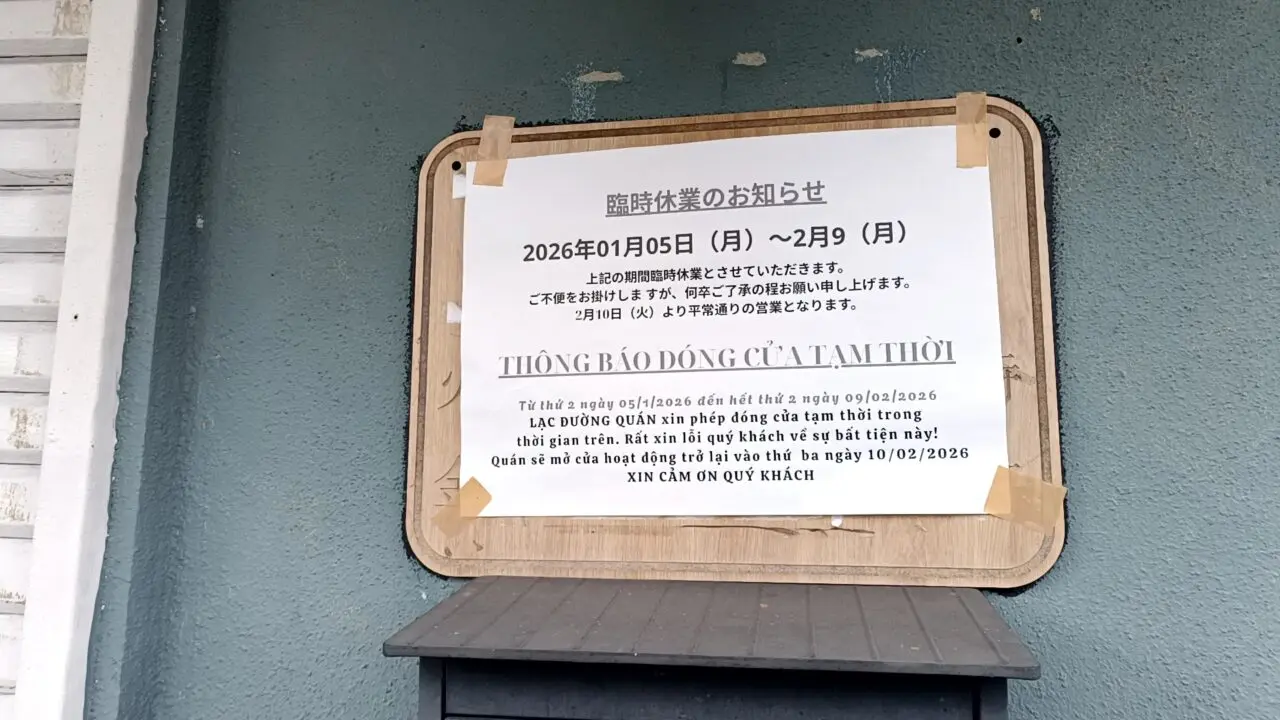 臨時休業のお知らせ
2026年01月05日（月）～2月9（月）
上記の期間臨時休業とさせていただきます。
ご不便をお掛けしま すが、何卒ご了承の程お願い申し上げます。
2月10日（火）より平常通りの営業となります。
THÔNG BÁO ĐÓNG CỬA TẠM THỜI
Từ thứ 2 ngày 05/1/2026 đến hết thứ 2 ngày 09/02/2026
LẠC ĐƯỜNG QUÁN xin phép đóng cửa tạm thời trong
thời gian trên. Rất xin lỗi quý khách về sự bất tiện này!
Quán sẽ mở cửa hoạt động trở lại vào thứ ba ngày 10/02/2026
XIN CẢM ƠN QUÝ KHÁCH